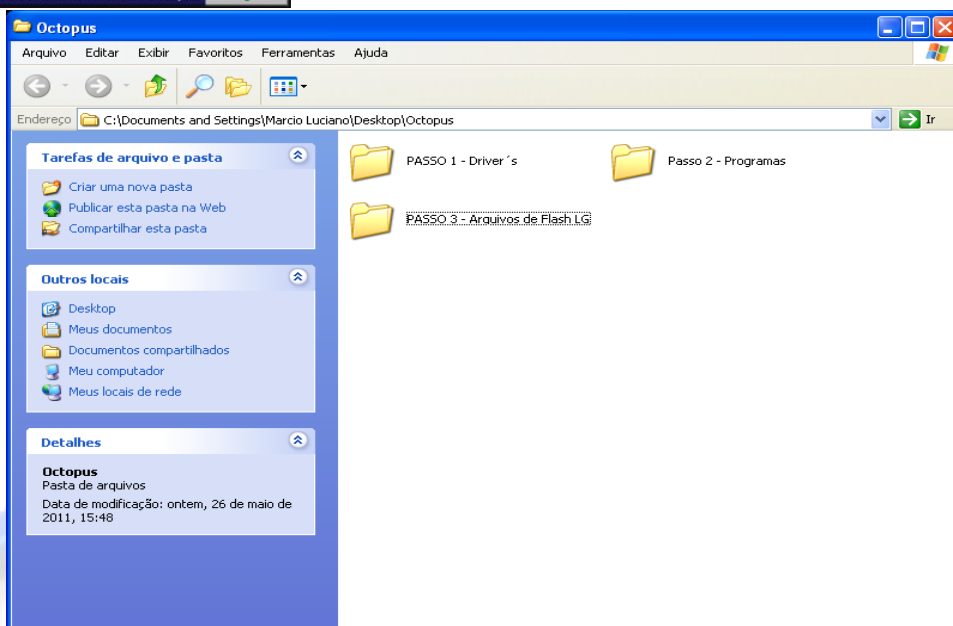 Octopus
Arquivo Editar Exibir Favoritos Ferramentas Ajuda
Endereço C:\Documents and Settings\Marcio Luciano\Desktop\Octopus Ir
Tarefas de arquivo e pasta
Criar uma nova pasta
Publicar esta pasta na Web
Compartilhar esta pasta
Outros locais
Desktop
Meus documentos
Documentos compartilhados
Meu computador
Meus locais de rede
Detalhes
Octopus
Pasta de arquivos
Data de modificação: ontem, 26 de maio de
2011, 15:48
PASSO 1 - Driver´s
Passo 2 - Programas
PASSO 3 - Arquivos de Flash LG